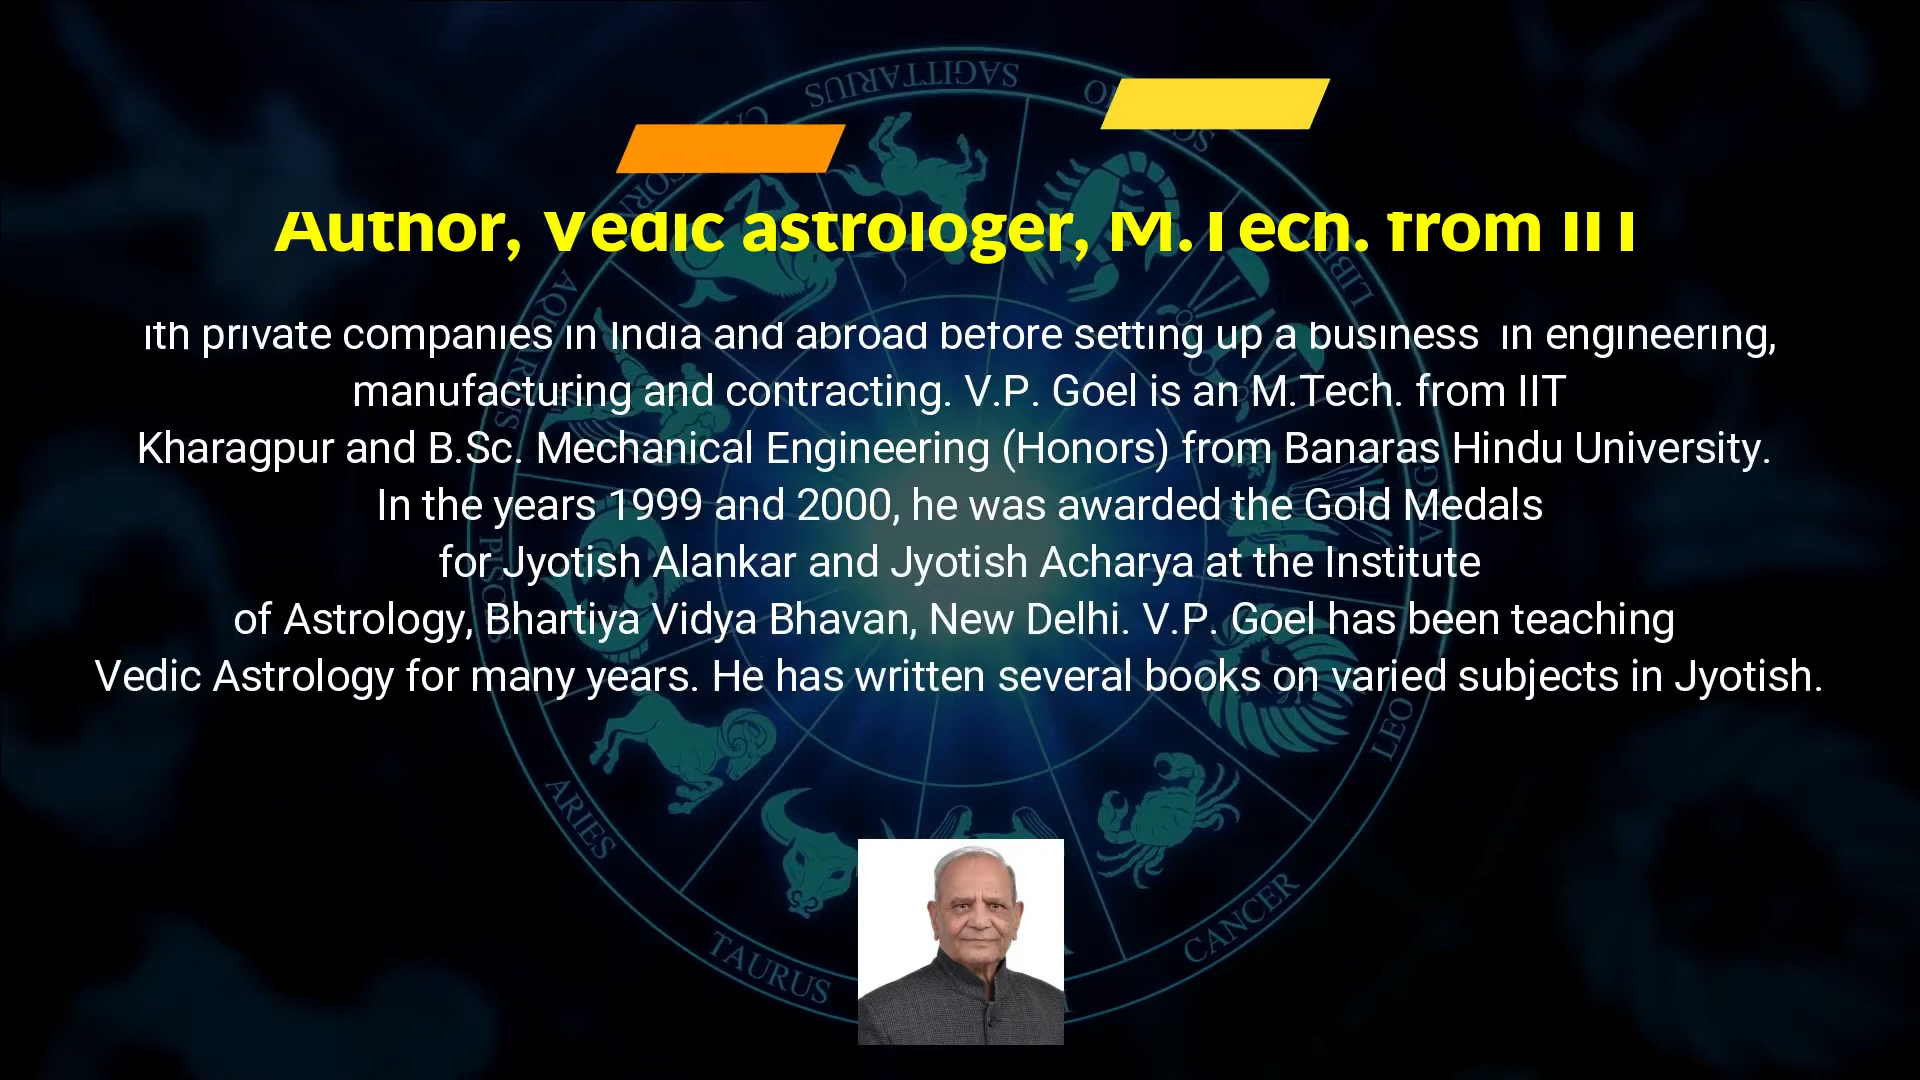 SAGITTARIUS
Author, Vedic astrologer, M.Tech. from IIT
LIBR
AQUARIUS
ith private companies in India and abroad before setting up a business in engineering,
manufacturing and contracting. V.P. Goel is an M.Tech. from IIT
Kharagpur and B.Sc. Mechanical Engineering (Honors) from Banaras Hindu University.
In the years 1999 and 2000, he was awarded the Gold Medals
for Jyotish Alankar and Jyotish Acharya at the Institute
of Astrology, Bhartiya Vidya Bhavan, New Delhi. V.P. Goel has been teaching
Vedic Astrology for many years. He has written several books on varied subjects in Jyotish.
LEO
ARIES
CANCER
TAURUS